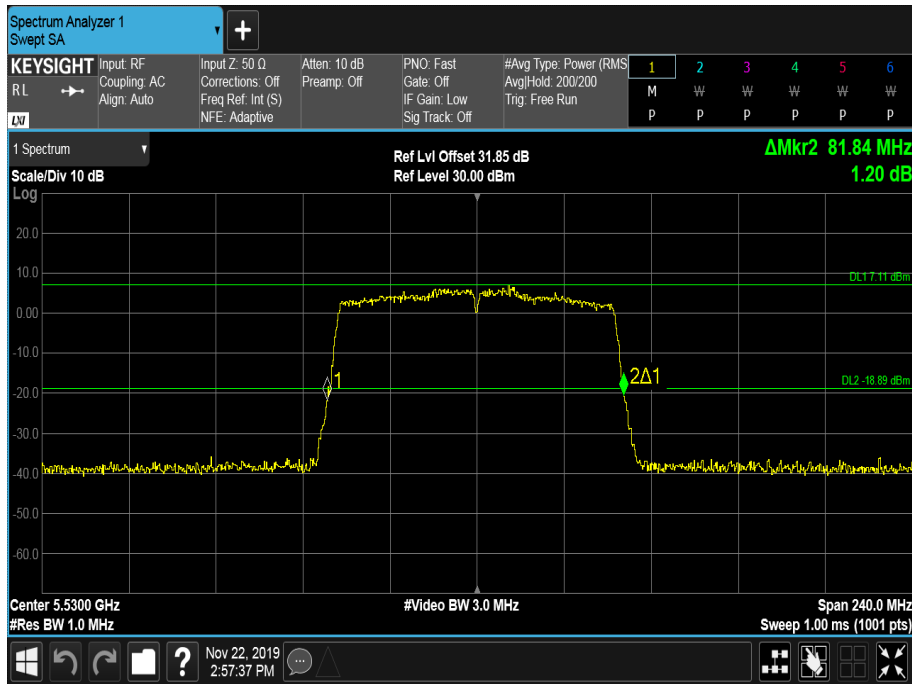 Spectrum Analyzer 1
Swept SA
+
KEYSIGHT
RL
LXI
Input: RF
Coupling: AC
Align: Auto
Input Z: 50 Ω
Corrections: Off
Freq Ref: Int (S)
NFE: Adaptive
Atten: 10 dB
Preamp: Off
PNO: Fast
Gate: Off
IF Gain: Low
Sig Track: Off
#Avg Type: Power (RMS
Avg|Hold: 200/200
Trig: Free Run
1 2 3 4 5 6
M W W W W W
P P P P P P
1 Spectrum
Ref Lvl Offset 31.85 dB
ΔMkr2 81.84 MHz
Scale/Div 10 dB
Ref Level 30.00 dBm
1.20 dB
Log
20.0
10.0
DL1 7.11 dBm
0.00
-10.0
1
2Δ1
DL2 -18.89 dBm
-20.0
-30.0
-40.0
-50.0
-60.0
Center 5.5300 GHz
#Video BW 3.0 MHz
Span 240.0 MHz
#Res BW 1.0 MHz
Sweep 1.00 ms (1001 pts)
?
Nov 22, 2019
2:57:37 PM